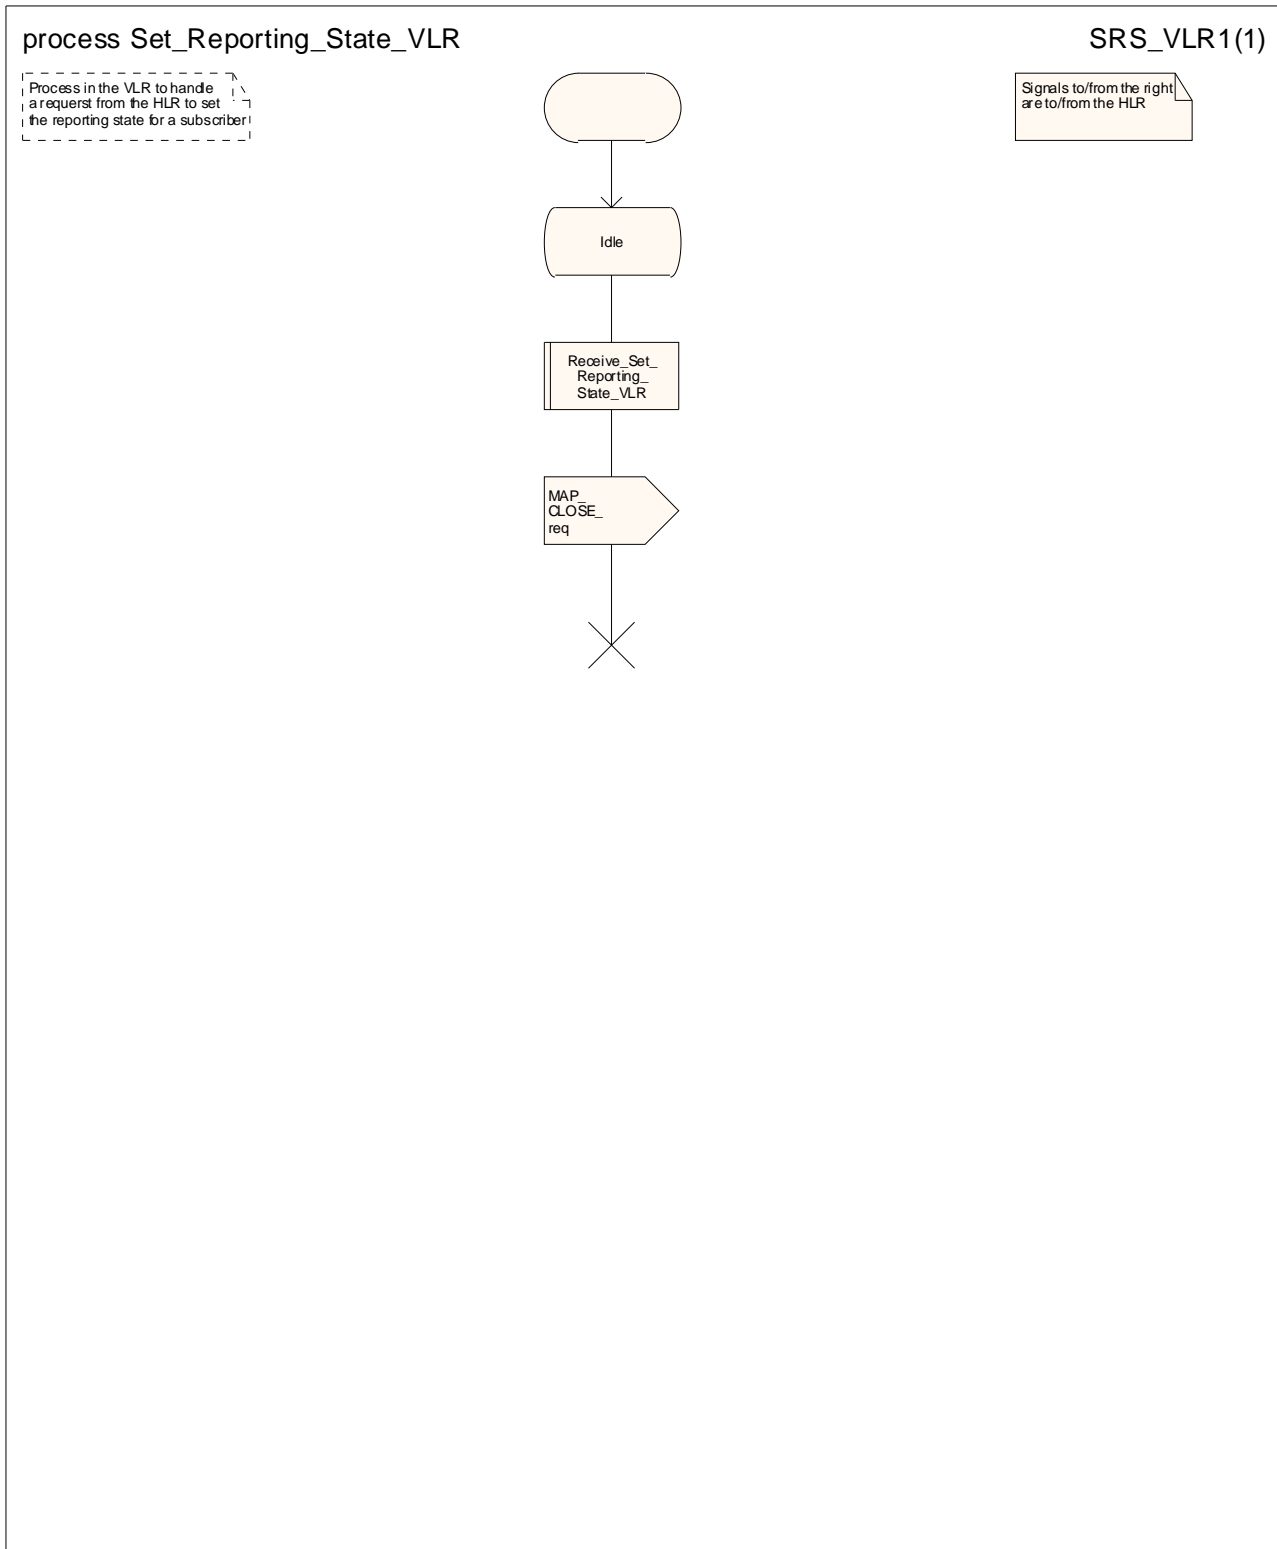 process Set_Reporting_State_VLR
SRS_VLR1(1)
Process in the VLR to handle
a requerst from the HLR to set
the reporting state for a subscriber
Signals to/from the right
are to/from the HLR
Idle
Receive_Set_
Reporting_
State_VLR
MAP_
CLOSE_
req